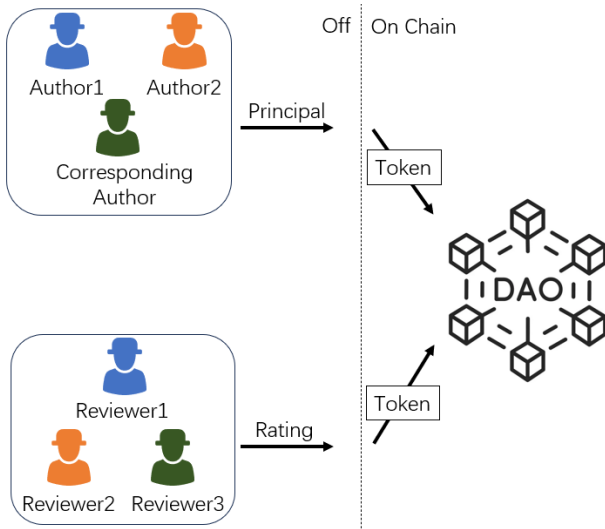 Off
On Chain
Author1
Author2
Corresponding
Author
Principal
Token
DAO
Reviewer1
Reviewer2
Reviewer3
Rating
Token